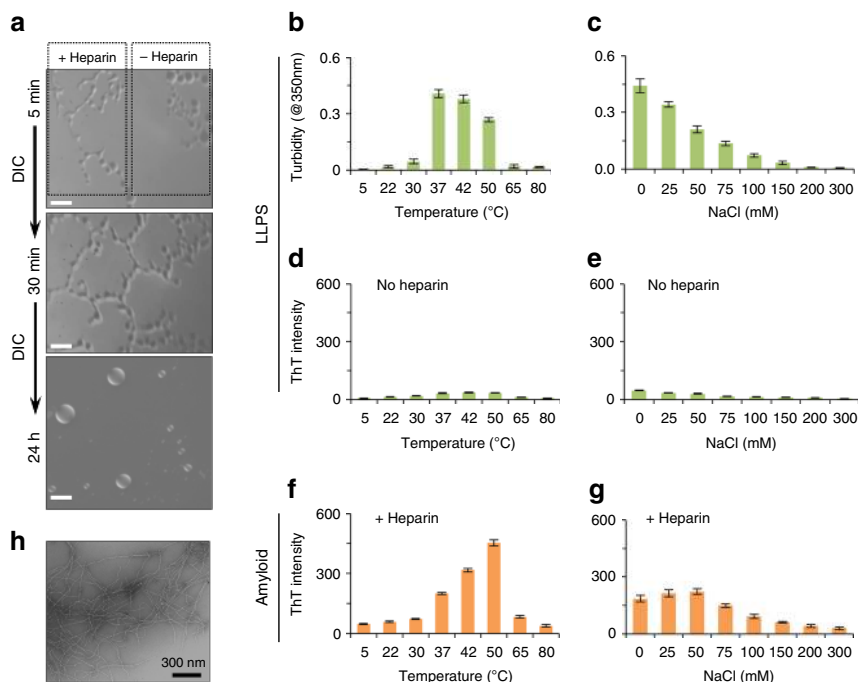 a
+ Heparin
– Heparin
5 min
DIC
30 min
DIC
24 h
h
300 nm
LLPS
b
Turbidity (@350nm)
0.6
0.3
0
5 22 30 37 42 50 65 80
Temperature (°C)
c
0.6
0.3
0.0
0 25 50 75 100 150 200 300
NaCl (mM)
d
No heparin
ThT intensity
600
300
0
5 22 30 37 42 50 65 80
Temperature (°C)
e
No heparin
600
300
0
0 25 50 75 100 150 200 300
NaCl (mM)
Amyloid
f
+ Heparin
ThT intensity
600
300
0
5 22 30 37 42 50 65 80
Temperature (°C)
g
+ Heparin
600
300
0
0 25 50 75 100 150 200 300
NaCl (mM)